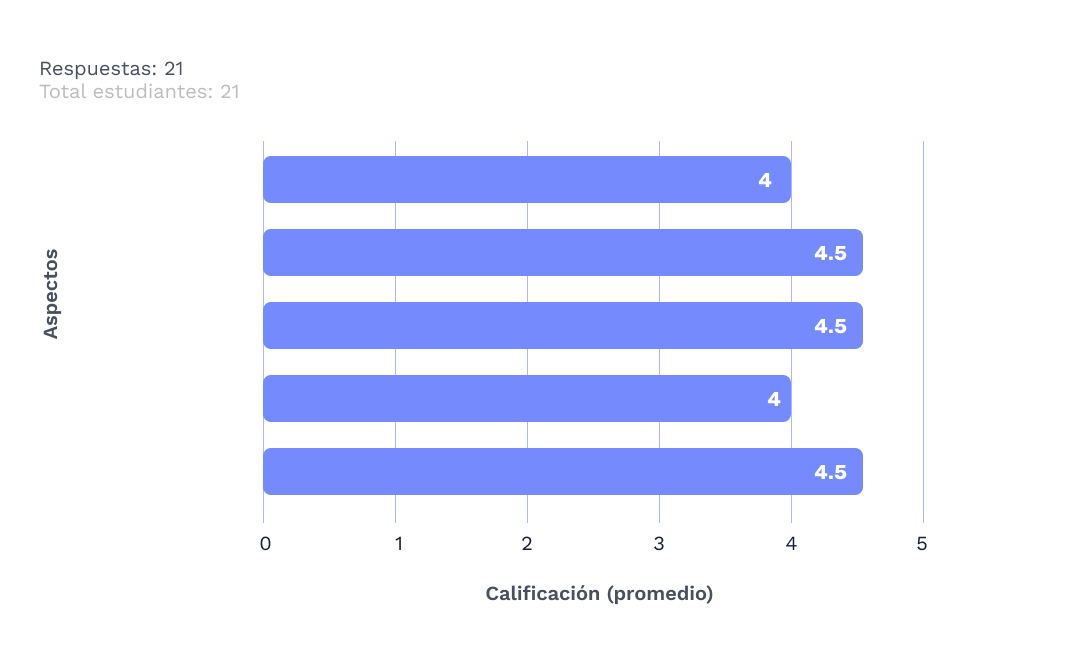 Respuestas: 21
Total estudiantes: 21
Aspectos
4
4.5
4.5
4
4.5
0 1 2 3 4 5
Calificación (promedio)